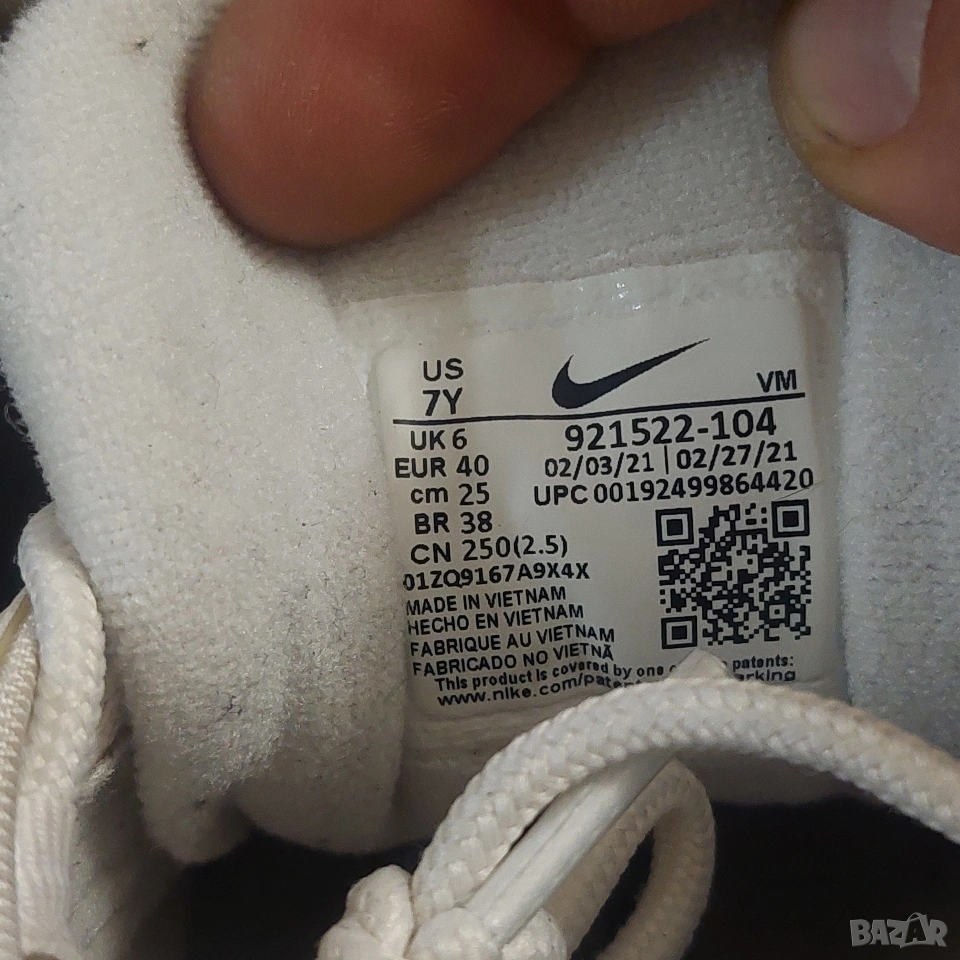 US
7Y
VM
UK 6
EUR 40
cm 25
BR 38
CN 250(2.5)
921522-104
02/03/21 | 02/27/21
UPC 00192499864420
01ZQ9167A9X4X
MADE IN VIETNAM
HECHO EN VIETNAM
FABRIQUE AU VIETNAM
FABRICADO NO VIETNÃ
This product is covered by one patents:
www.nike.com/
BAZAR